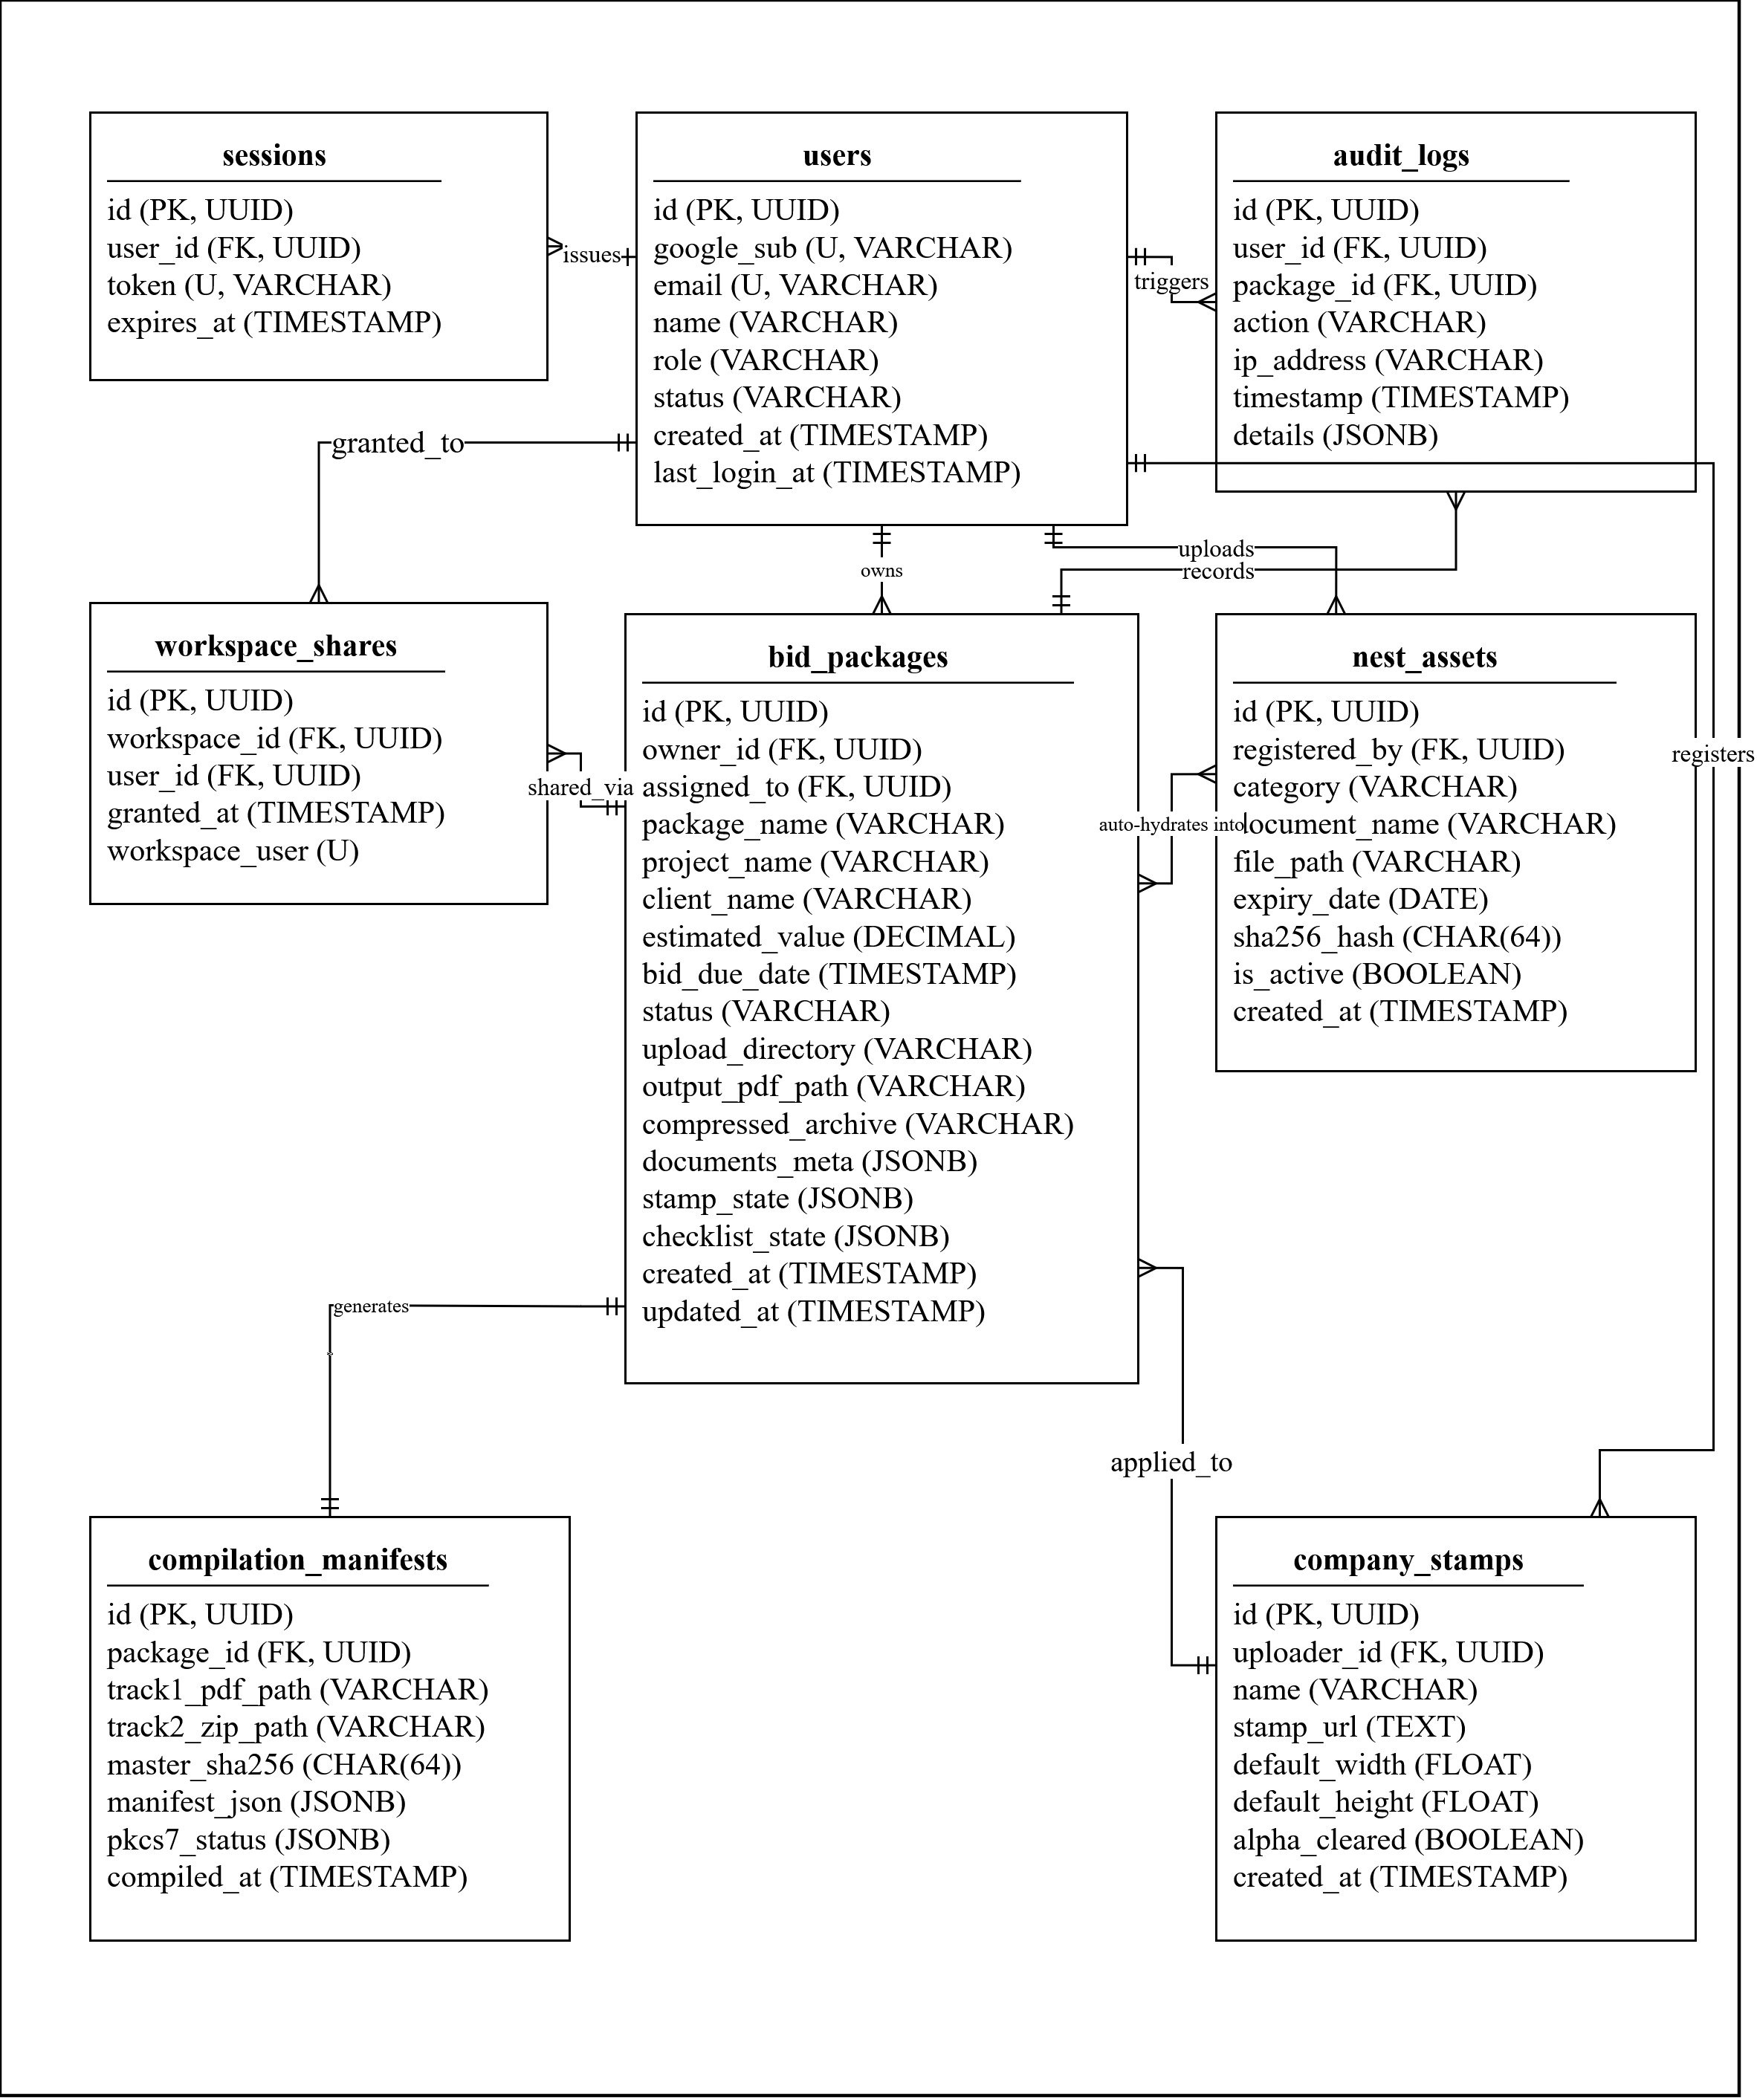 sessions
id (PK, UUID)
user_id (FK, UUID)
token (U, VARCHAR)
expires_at (TIMESTAMP)
issues
users
id (PK, UUID)
google_sub (U, VARCHAR)
email (U, VARCHAR)
name (VARCHAR)
role (VARCHAR)
status (VARCHAR)
created_at (TIMESTAMP)
last_login_at (TIMESTAMP)
triggers
audit_logs
id (PK, UUID)
user_id (FK, UUID)
package_id (FK, UUID)
action (VARCHAR)
ip_address (VARCHAR)
timestamp (TIMESTAMP)
details (JSONB)
granted_to
owns
uploads
records
workspace_shares
id (PK, UUID)
workspace_id (FK, UUID)
user_id (FK, UUID)
granted_at (TIMESTAMP)
workspace_user (U)
shared_via
bid_packages
id (PK, UUID)
owner_id (FK, UUID)
assigned_to (FK, UUID)
package_name (VARCHAR)
project_name (VARCHAR)
client_name (VARCHAR)
estimated_value (DECIMAL)
bid_due_date (TIMESTAMP)
status (VARCHAR)
upload_directory (VARCHAR)
output_pdf_path (VARCHAR)
compressed_archive (VARCHAR)
documents_meta (JSONB)
stamp_state (JSONB)
checklist_state (JSONB)
created_at (TIMESTAMP)
updated_at (TIMESTAMP)
auto-hydrates into
nest_assets
id (PK, UUID)
registered_by (FK, UUID)
category (VARCHAR)
document_name (VARCHAR)
file_path (VARCHAR)
expiry_date (DATE)
sha256_hash (CHAR(64))
is_active (BOOLEAN)
created_at (TIMESTAMP)
registers
generates
applied_to
compilation_manifests
id (PK, UUID)
package_id (FK, UUID)
track1_pdf_path (VARCHAR)
track2_zip_path (VARCHAR)
master_sha256 (CHAR(64))
manifest_json (JSONB)
pkcs7_status (JSONB)
compiled_at (TIMESTAMP)
company_stamps
id (PK, UUID)
uploader_id (FK, UUID)
name (VARCHAR)
stamp_url (TEXT)
default_width (FLOAT)
default_height (FLOAT)
alpha_cleared (BOOLEAN)
created_at (TIMESTAMP)